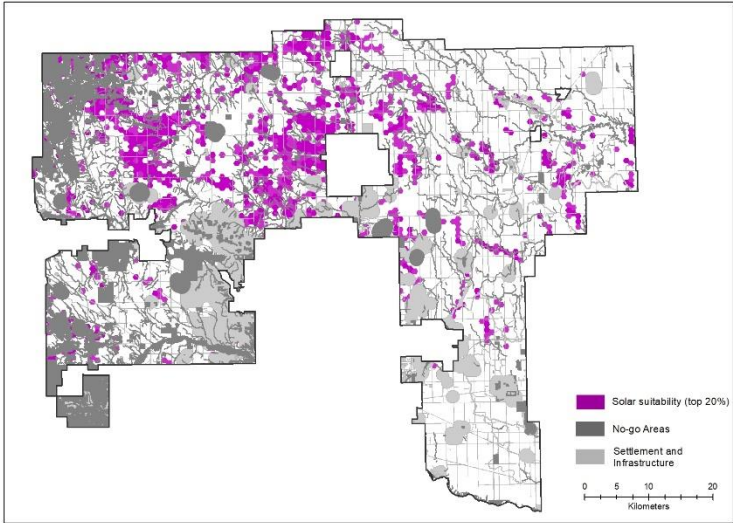 Solar suitability (top 20%)
No-go Areas
Settlement and
Infrastructure
0 5 10 20
Kilometers